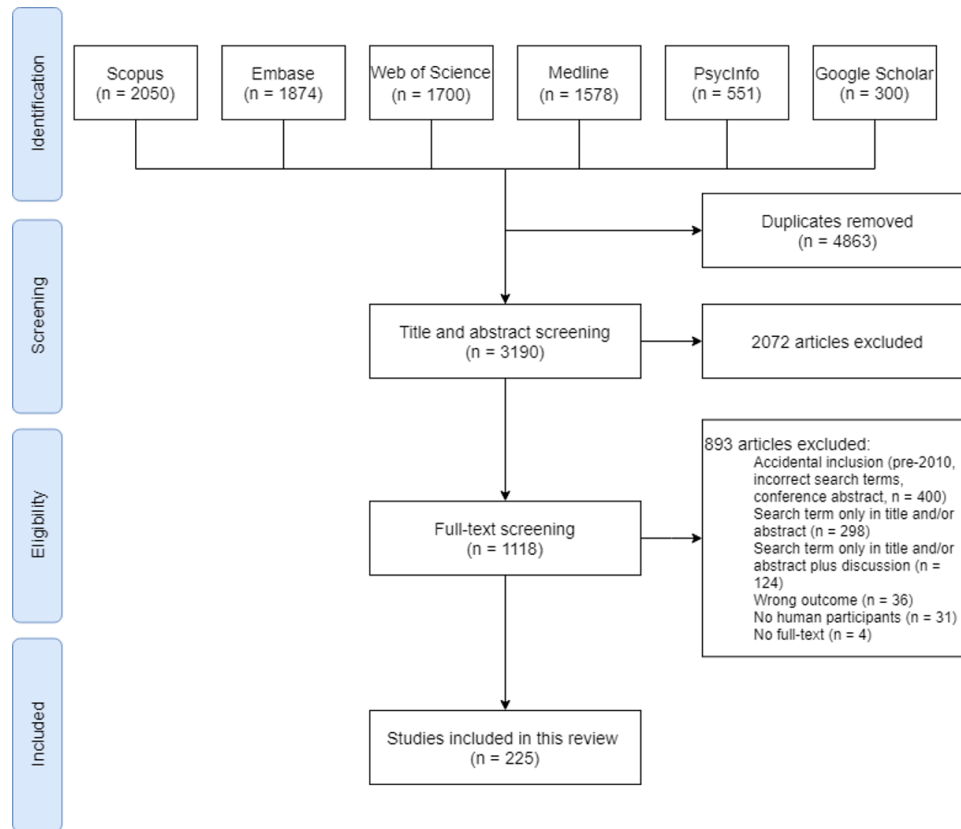 Identification
Scopus
(n = 2050)
Embase
(n = 1874)
Web of Science
(n = 1700)
Medline
(n = 1578)
PsycInfo
(n = 551)
Google Scholar
(n = 300)
Screening
Duplicates removed
(n = 4863)
Title and abstract screening
(n = 3190)
2072 articles excluded
Eligibility
Full-text screening
(n = 1118)
893 articles excluded:
Accidental inclusion (pre-2010,
incorrect search terms,
conference abstract, n = 400)
Search term only in title and/or
abstract (n = 298)
Search term only in title and/or
abstract plus discussion (n =
124)
Wrong outcome (n = 36)
No human participants (n = 31)
No full-text (n = 4)
Included
Studies included in this review
(n = 225)